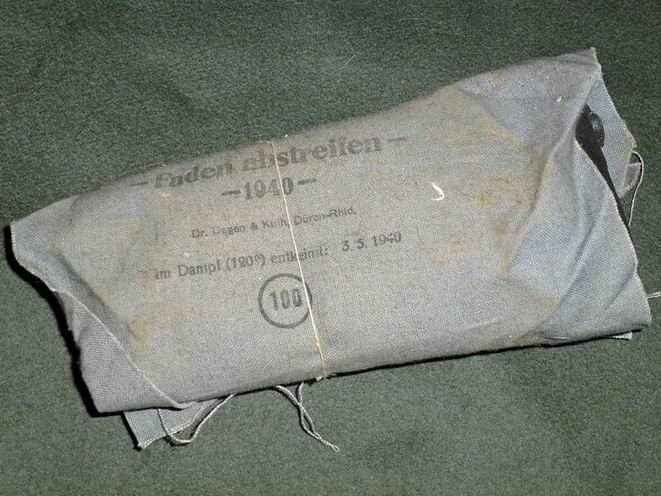 — Faden abstreifen —
— 1940 —
Dr. Degen & Kuth, Düren-Rhld.
im Dampf (120°) entkeimt: 3. 5. 1940
100